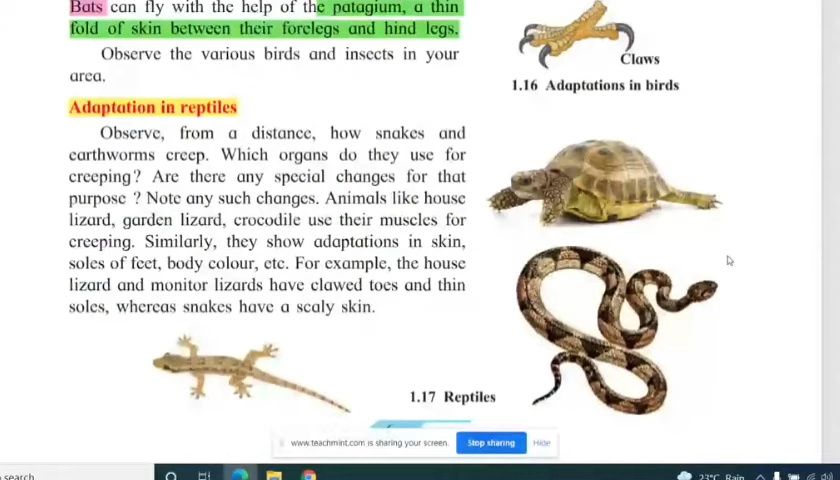 Bats can fly with the help of the patagium, a thin
fold of skin between their forelegs and hind legs.
Observe the various birds and insects in your
area.
Claws
1.16 Adaptations in birds
Adaptation in reptiles
Observe, from a distance, how snakes and
earthworms creep. Which organs do they use for
creeping? Are there any special changes for that
purpose ? Note any such changes. Animals like house
lizard, garden lizard, crocodile use their muscles for
creeping. Similarly, they show adaptations in skin,
soles of feet, body colour, etc. For example, the house
lizard and monitor lizards have clawed toes and thin
soles, whereas snakes have a scaly skin.
1.17 Reptiles
www.teachmint.com is sharing your screen.
Stop sharing
Hide
search
23°C Rain